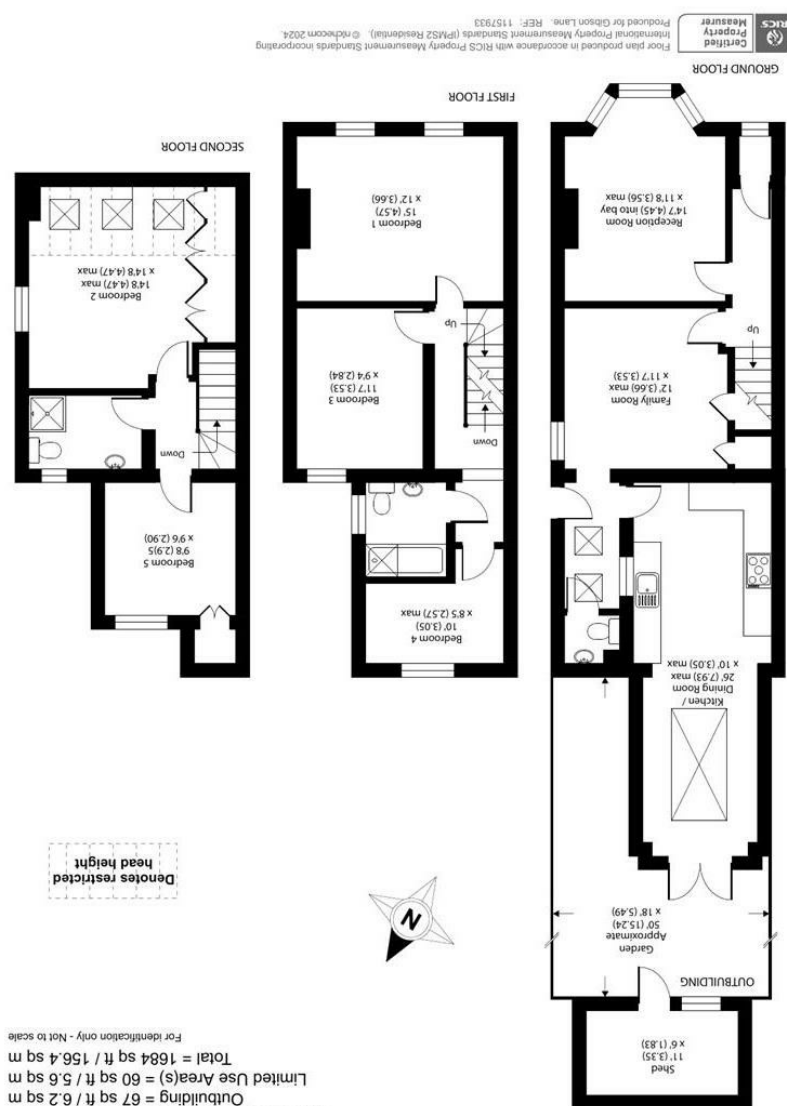 Outbuilding = 67 sq ft / 6.2 sq m
Limited Use Area(s) = 60 sq ft / 5.6 sq m
Total = 1684 sq ft / 156.4 sq m
For identification only - Not to scale
Shed
11' (3.35)
x 6' (1.83)
OUTBUILDING
Garden
Approximate
50' (15.24)
x 18' (5.49)
N
Denotes restricted
head height
Kitchen /
Dining Room
26' (7.93) max
x 10' (3.05) max
Family Room
12' (3.66) max
x 11'7 (3.53)
Up
Reception Room
14'7 (4.45) into bay
x 11'8 (3.56) max
GROUND FLOOR
Bedroom 4
10' (3.05)
x 8'5 (2.57) max
Down
Bedroom 3
11'7 (3.53)
x 9'4 (2.84)
Up
Bedroom 1
15' (4.57)
x 12' (3.66)
FIRST FLOOR
Bedroom 5
9'8 (2.9)5
x 9'6 (2.90)
Down
Bedroom 2
14'8 (4.47) max
x 14'8 (4.47) max
SECOND FLOOR
RICS
Certified
Property
Measurer
Floor plan produced in accordance with RICS Property Measurement Standards incorporating
International Property Measurement Standards (IPMS2 Residential). © nichecom 2024.
Produced for Gibson Lane. REF: 1157933